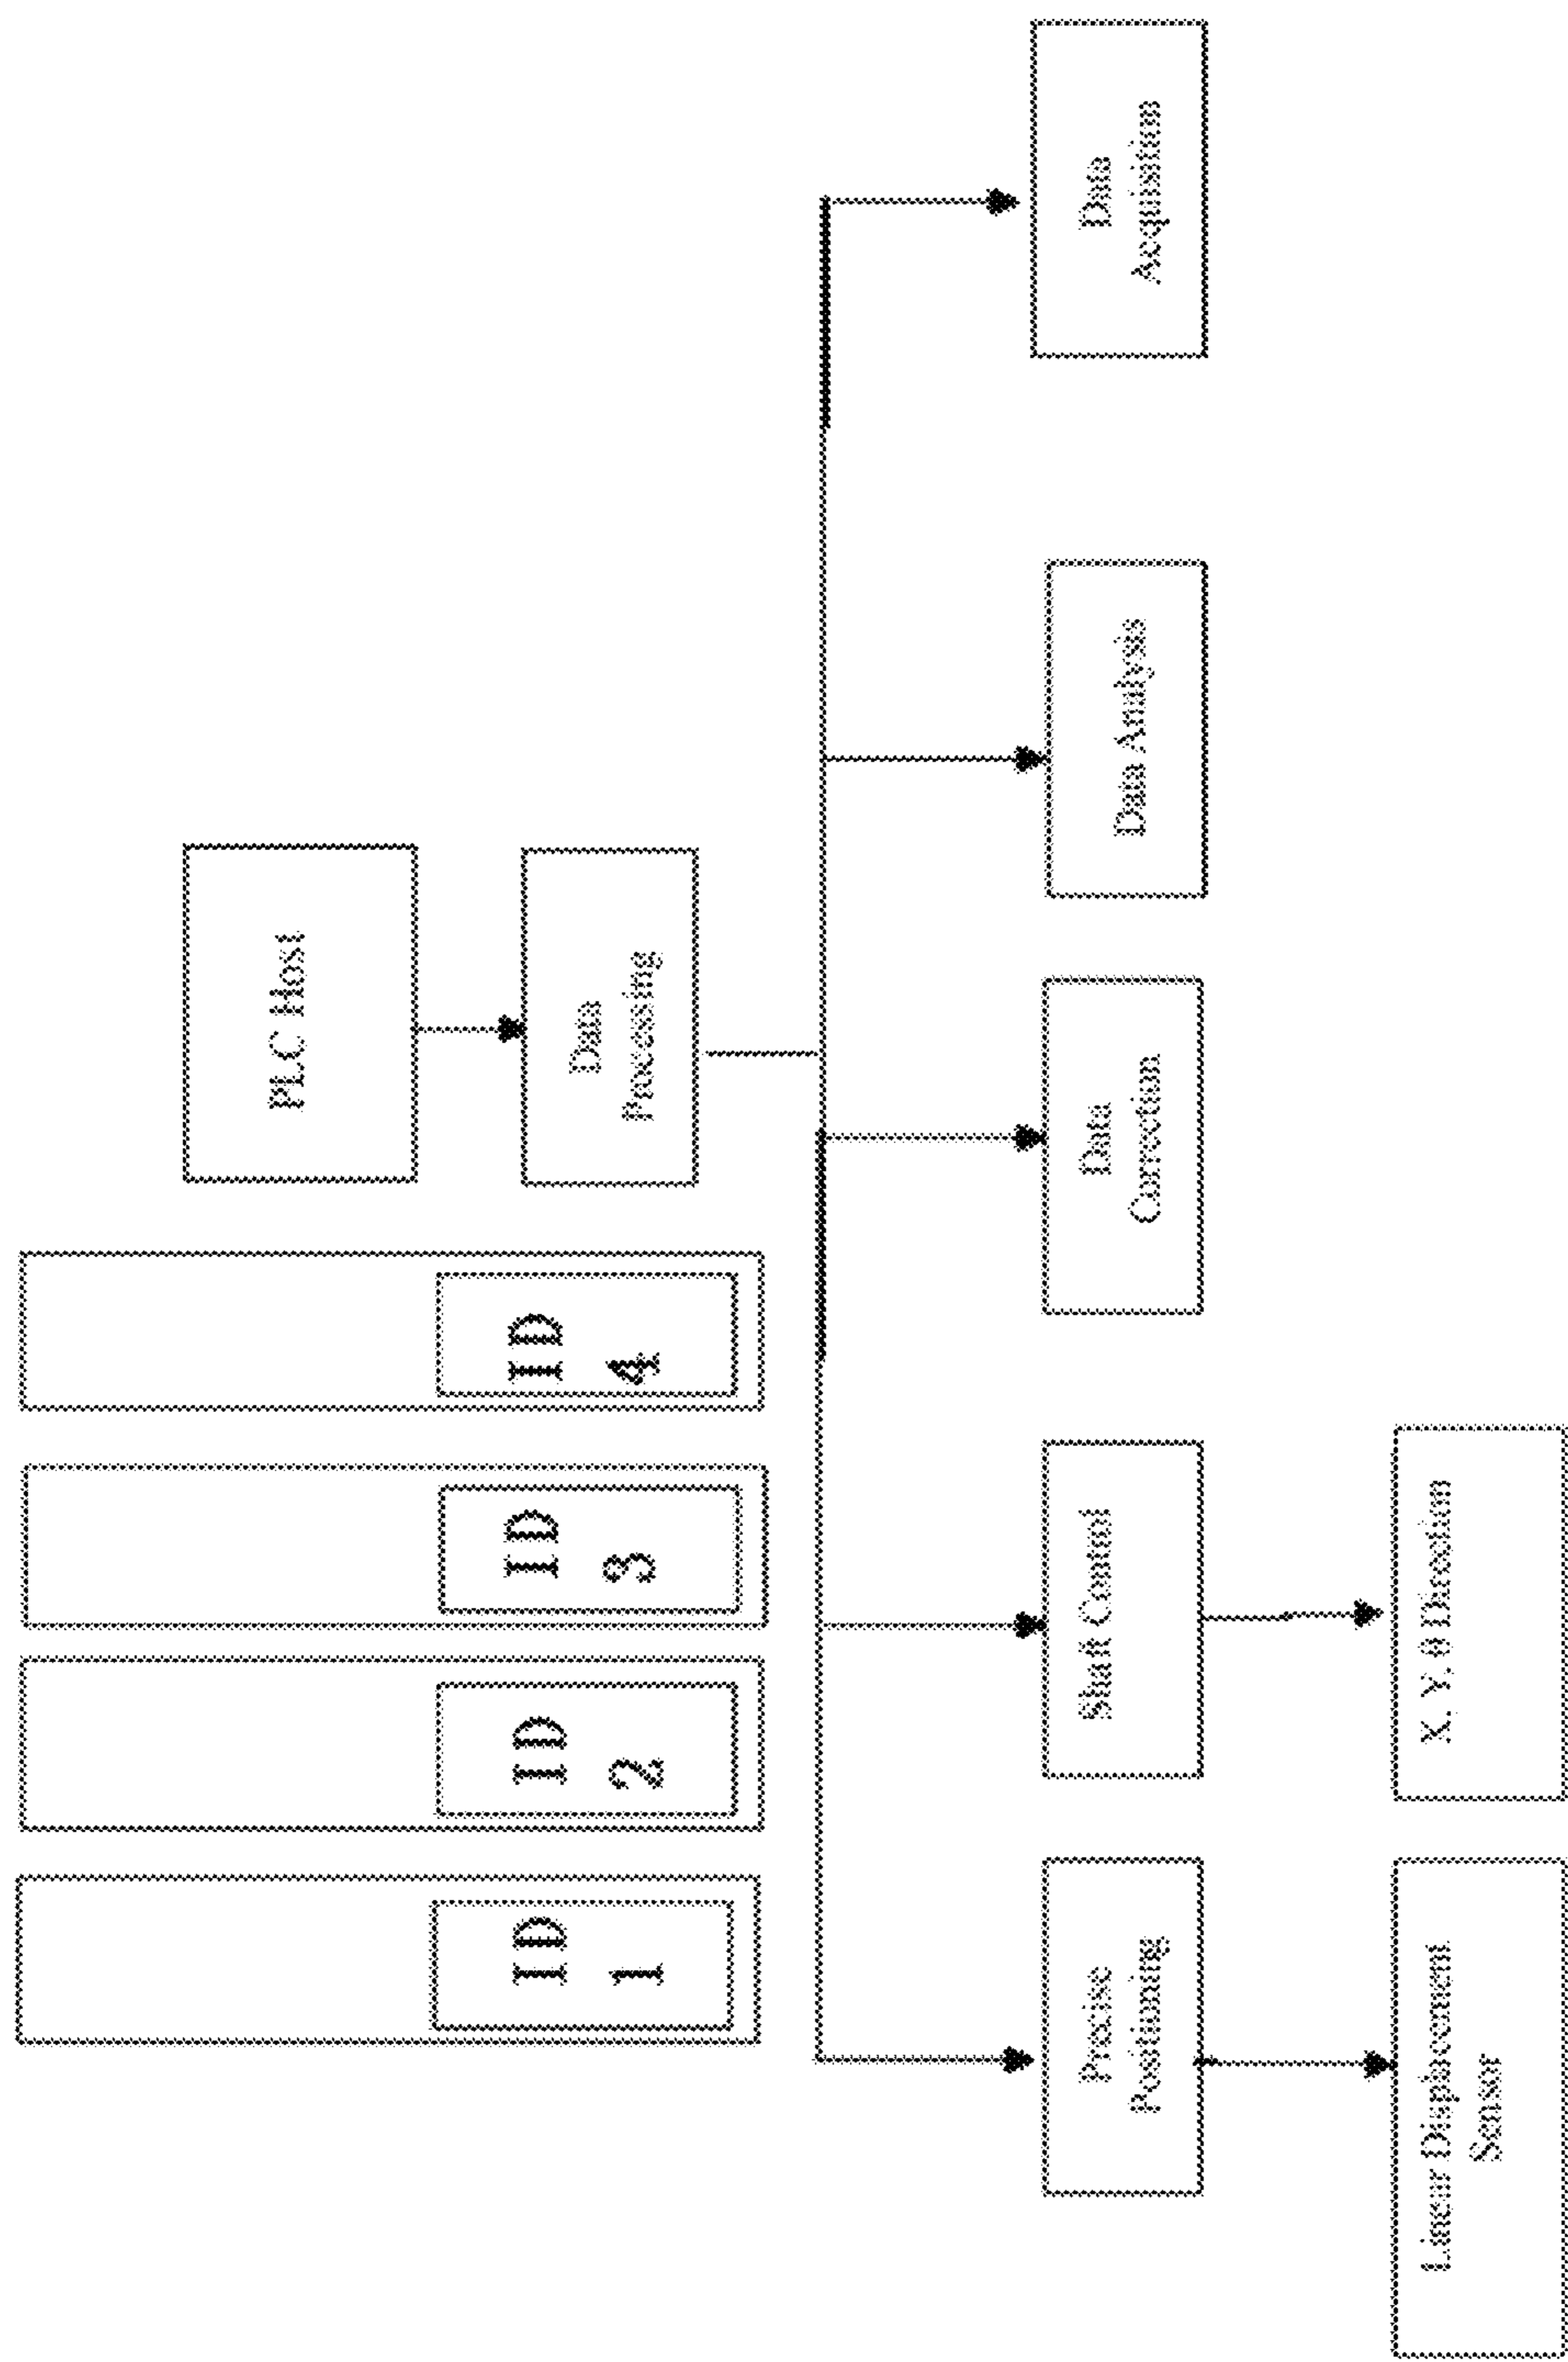 ID
1
ID
2
ID
3
ID
4
PLC Host
Data
Processing
Precise
Positioning
Shaft Control
Data
Correction
Data Analysis
Data
Acquisition
Linear Displacement
Sensor
X, Y, θ Direction